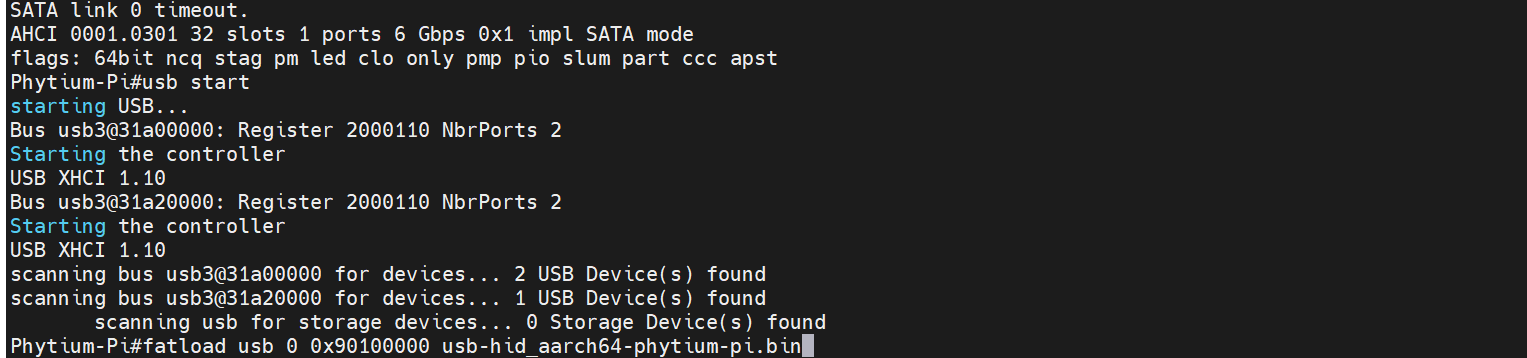 SATA link 0 timeout.
AHCI 0001.0301 32 slots 1 ports 6 Gbps 0x1 impl SATA mode
flags: 64bit ncq stag pm led clo only pmp pio slum part ccc apst
Phytium-Pi#usb start
starting USB...
Bus usb3@31a00000: Register 2000110 NbrPorts 2
Starting the controller
USB XHCI 1.10
Bus usb3@31a20000: Register 2000110 NbrPorts 2
Starting the controller
USB XHCI 1.10
scanning bus usb3@31a00000 for devices... 2 USB Device(s) found
scanning bus usb3@31a20000 for devices... 1 USB Device(s) found
       scanning usb for storage devices... 0 Storage Device(s) found
Phytium-Pi#fatload usb 0 0x90100000 usb-hid_aarch64-phytium-pi.bin